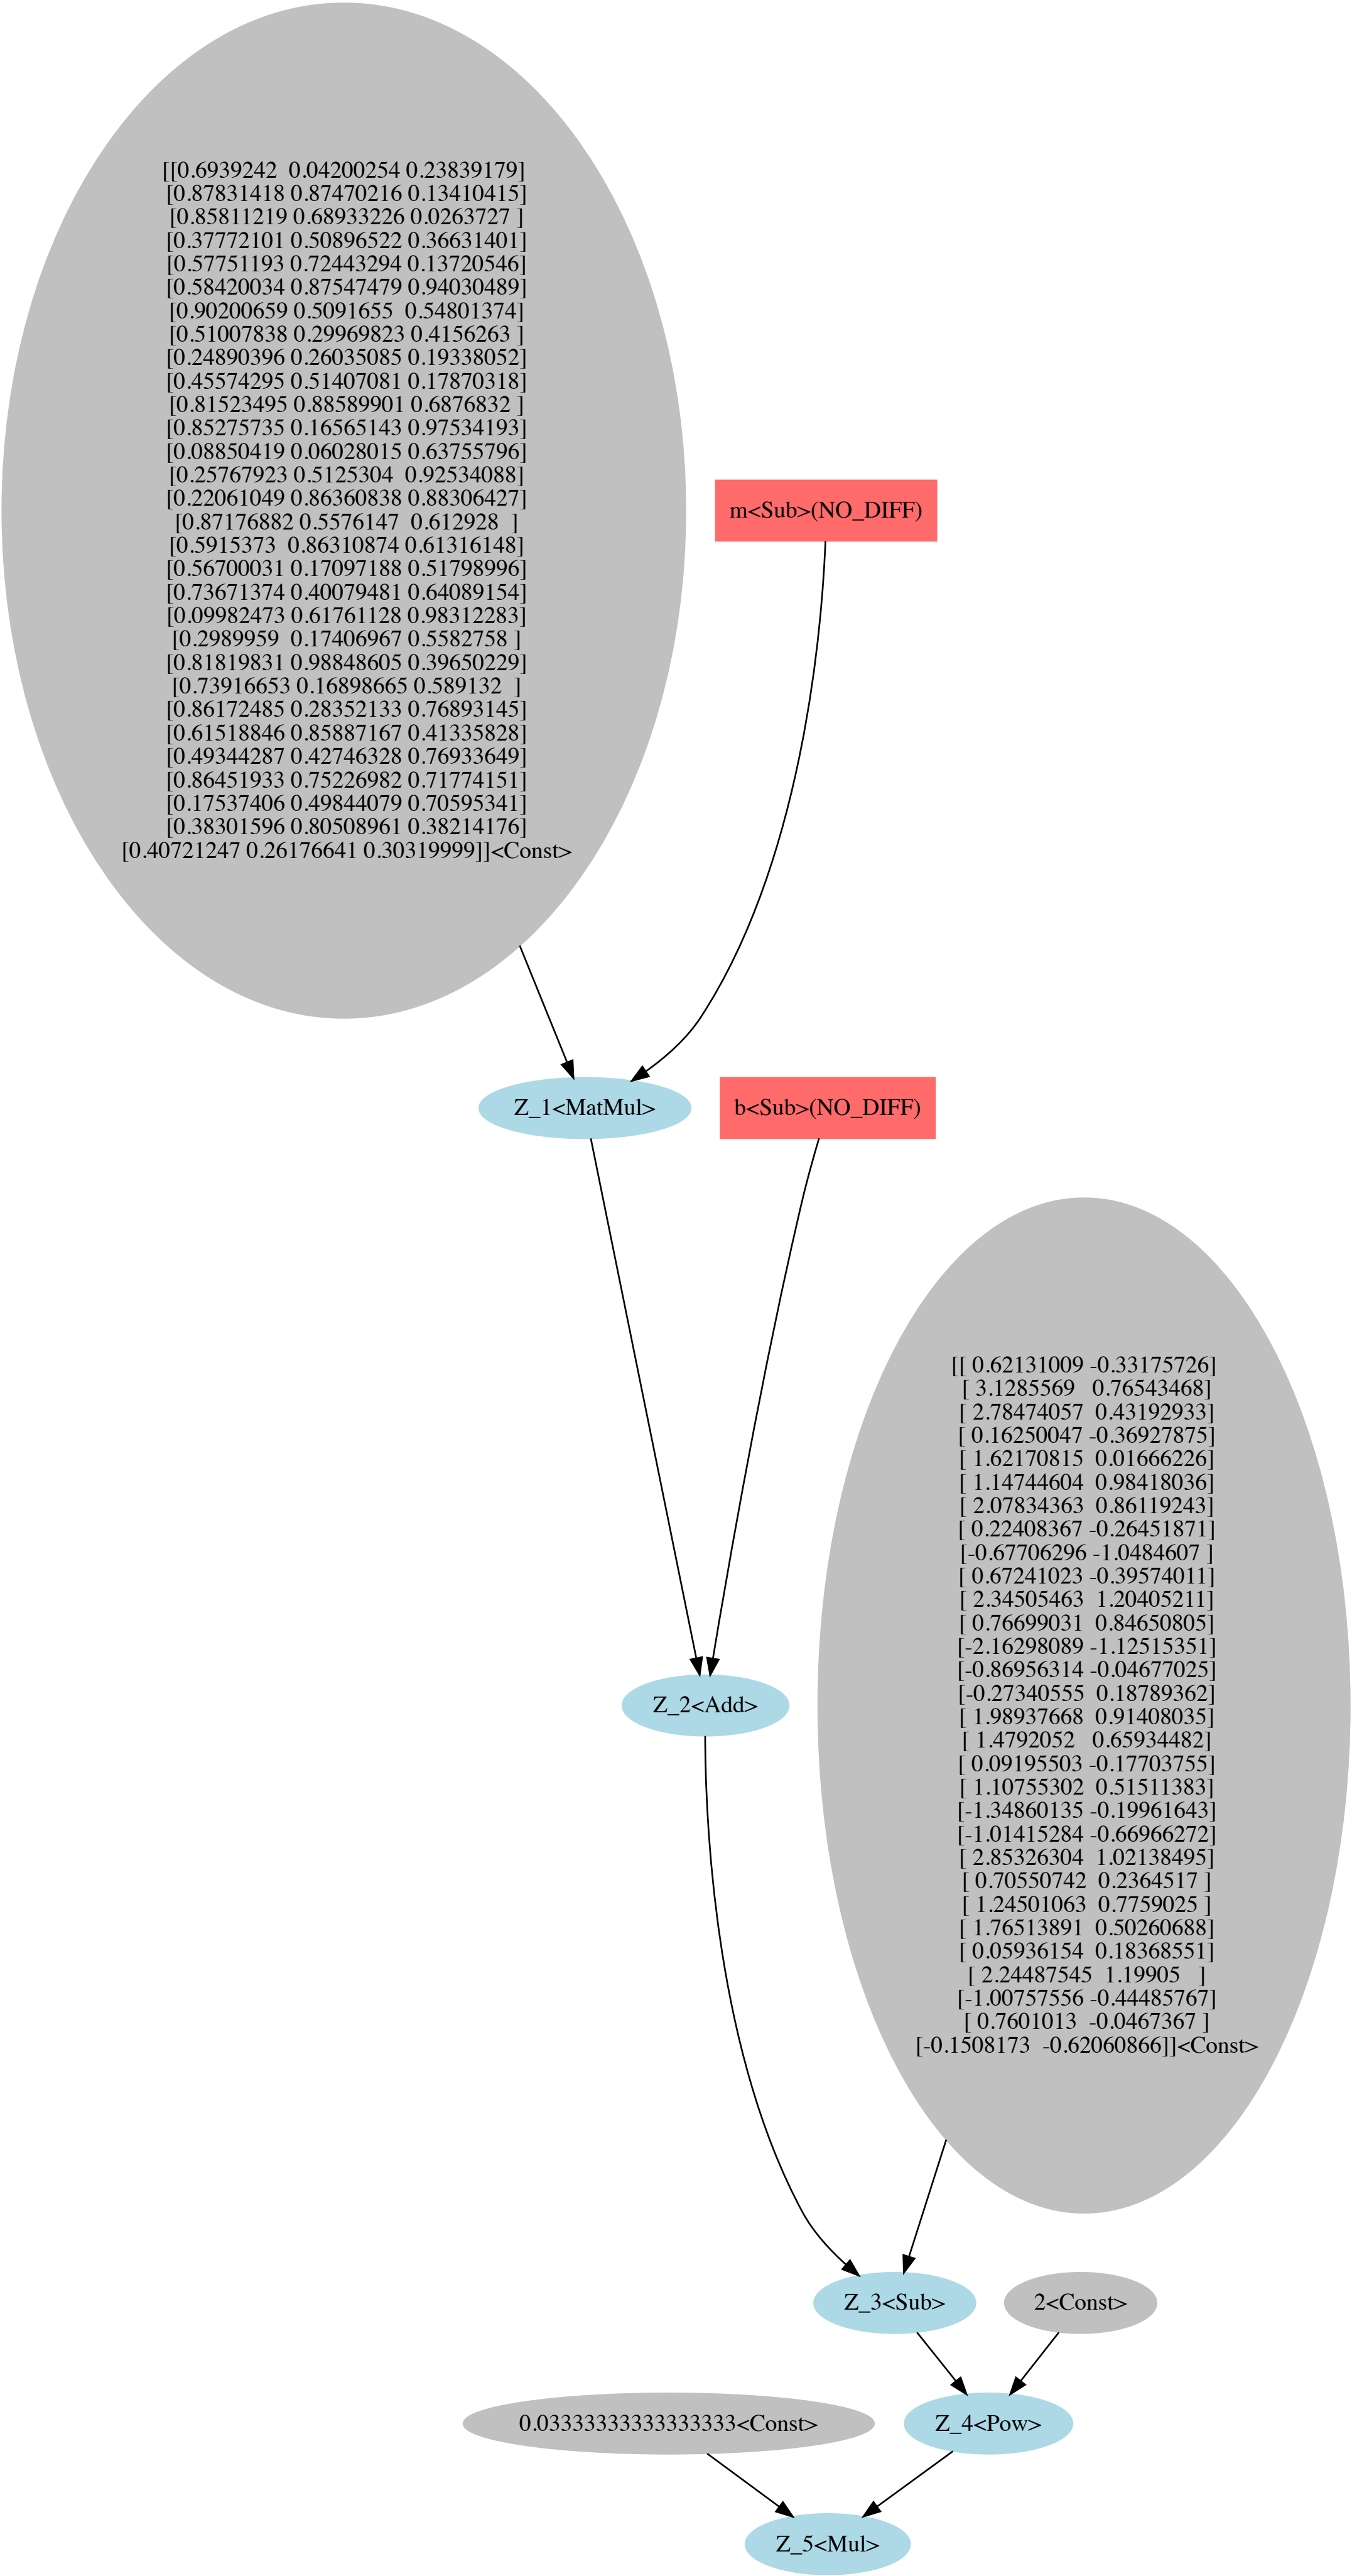 [[0.6939242  0.04200254 0.23839179]
[0.87831418 0.87470216 0.13410415]
[0.85811219 0.68933226 0.0263727 ]
[0.37772101 0.50896522 0.36631401]
[0.57751193 0.72443294 0.13720546]
[0.58420034 0.87547479 0.94030489]
[0.90200659 0.5091655  0.54801374]
[0.51007838 0.29969823 0.4156263 ]
[0.24890396 0.26035085 0.19338052]
[0.45574295 0.51407081 0.17870318]
[0.81523495 0.88589901 0.6876832 ]
[0.85275735 0.16565143 0.97534193]
[0.08850419 0.06028015 0.63755796]
[0.25767923 0.5125304  0.92534088]
[0.22061049 0.86360838 0.88306427]
[0.87176882 0.5576147  0.612928  ]
[0.5915373  0.86310874 0.61316148]
[0.56700031 0.17097188 0.51798996]
[0.73671374 0.40079481 0.64089154]
[0.09982473 0.61761128 0.98312283]
[0.2989959  0.17406967 0.5582758 ]
[0.81819831 0.98848605 0.39650229]
[0.73916653 0.16898665 0.589132  ]
[0.86172485 0.28352133 0.76893145]
[0.61518846 0.85887167 0.41335828]
[0.49344287 0.42746328 0.76933649]
[0.86451933 0.75226982 0.71774151]
[0.17537406 0.49844079 0.70595341]
[0.38301596 0.80508961 0.38214176]
[0.40721247 0.26176641 0.30319999]]<Const>
m<Sub>(NO_DIFF)
Z_1<MatMul>
b<Sub>(NO_DIFF)
[[ 0.62131009 -0.33175726]
[ 3.1285569   0.76543468]
[ 2.78474057  0.43192933]
[ 0.16250047 -0.36927875]
[ 1.62170815  0.01666226]
[ 1.14744604  0.98418036]
[ 2.07834363  0.86119243]
[ 0.22408367 -0.26451871]
[-0.67706296 -1.0484607 ]
[ 0.67241023 -0.39574011]
[ 2.34505463  1.20405211]
[ 0.76699031  0.84650805]
[-2.16298089 -1.12515351]
[-0.86956314 -0.04677025]
[-0.27340555  0.18789362]
[ 1.98937668  0.91408035]
[ 1.4792052   0.65934482]
[ 0.09195503 -0.17703755]
[ 1.10755302  0.51511383]
[-1.34860135 -0.19961643]
[-1.01415284 -0.66966272]
[ 2.85326304  1.02138495]
[ 0.70550742  0.2364517 ]
[ 1.24501063  0.7759025 ]
[ 1.76513891  0.50260688]
[ 0.05936154  0.18368551]
[ 2.24487545  1.19905   ]
[-1.00757556 -0.44485767]
[ 0.7601013  -0.0467367 ]
[-0.1508173  -0.62060866]]<Const>
Z_2<Add>
Z_3<Sub>
2<Const>
0.03333333333333333<Const>
Z_4<Pow>
Z_5<Mul>